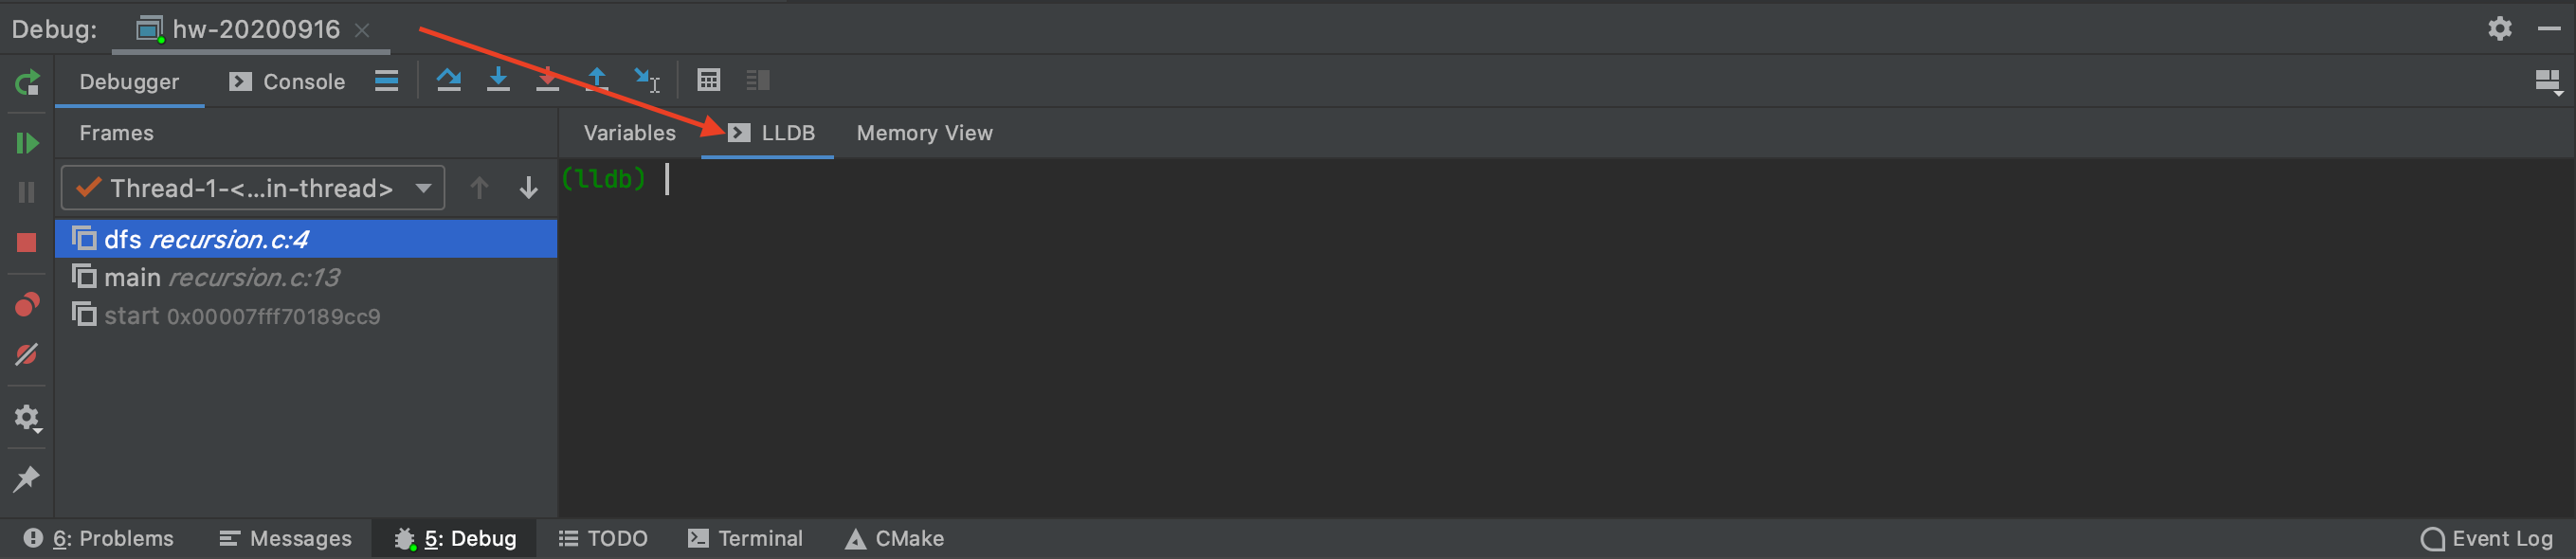 Debug: hw-20200916
Debugger Console
Frames Variables LLDB Memory View
Thread-1-<...in-thread> (lldb)
dfs recursion.c:4
main recursion.c:13
start 0x00007fff70189cc9
6: Problems Messages 5: Debug TODO Terminal CMake Event Log